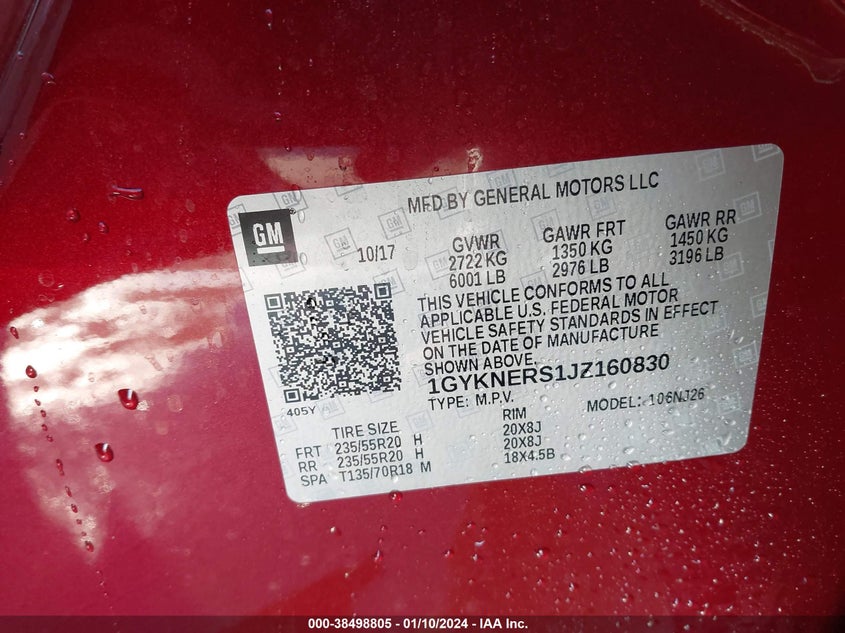 MFD BY GENERAL MOTORS LLC
GM
10/17
GVWR GAWR FRT GAWR RR
2722 KG 1350 KG 1450 KG
6001 LB 2976 LB 3196 LB
THIS VEHICLE CONFORMS TO ALL
APPLICABLE U.S. FEDERAL MOTOR
VEHICLE SAFETY STANDARDS IN EFFECT
ON THE DATE OF MANUFACTURE
SHOWN ABOVE.
1GYKNERS1JZ160830
TYPE: M.P.V. MODEL: 106NJ26
405Y
TIRE SIZE RIM
FRT 235/55R20 H 20X8J
RR 235/55R20 H 20X8J
SPA T135/70R18 M 18X4.5B
000-38498805 - 01/10/2024 - IAA Inc.